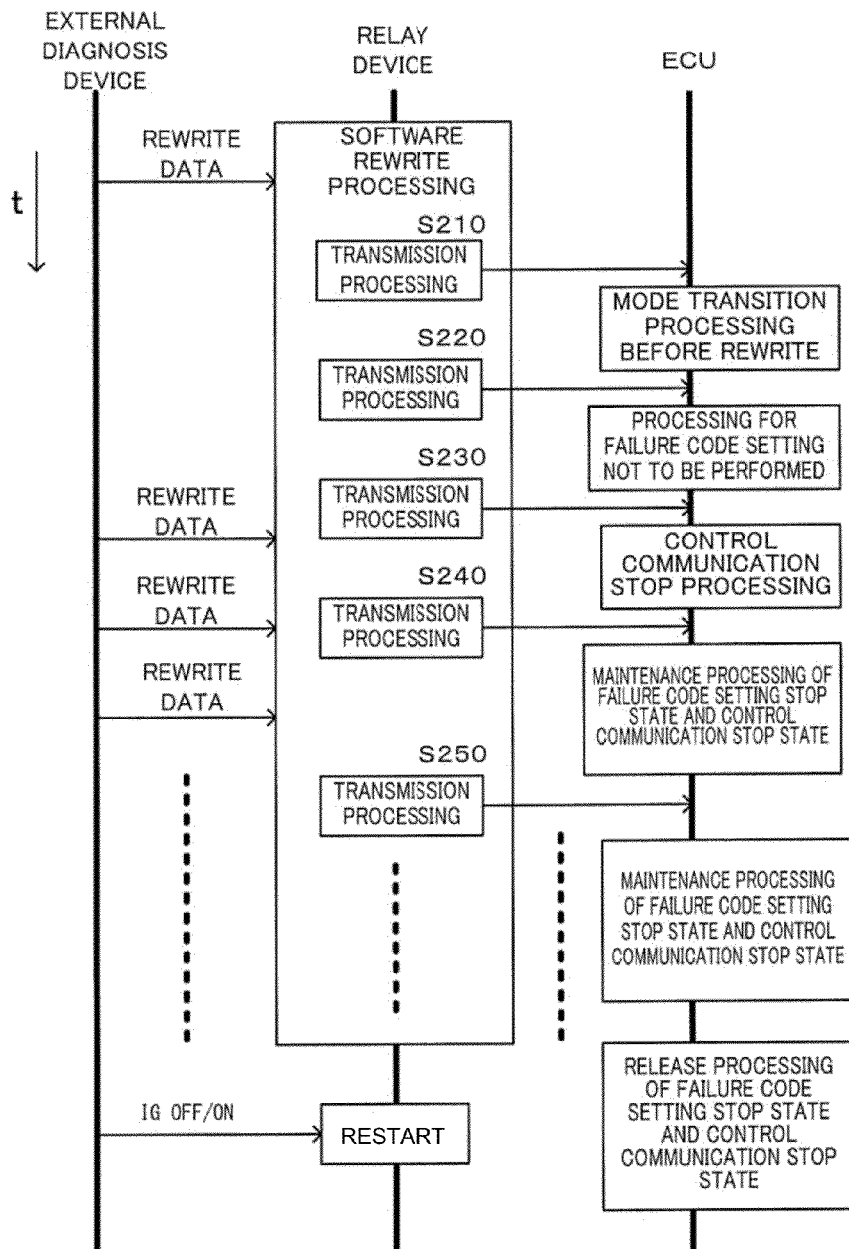 EXTERNAL
DIAGNOSIS
DEVICE
RELAY
DEVICE
ECU
t
REWRITE
DATA
SOFTWARE
REWRITE
PROCESSING
S210
TRANSMISSION
PROCESSING
MODE TRANSITION
PROCESSING
BEFORE REWRITE
S220
TRANSMISSION
PROCESSING
PROCESSING FOR
FAILURE CODE SETTING
NOT TO BE PERFORMED
S230
TRANSMISSION
PROCESSING
REWRITE
DATA
CONTROL
COMMUNICATION
STOP PROCESSING
S240
TRANSMISSION
PROCESSING
REWRITE
DATA
MAINTENANCE PROCESSING OF
FAILURE CODE SETTING STOP
STATE AND CONTROL
COMMUNICATION STOP STATE
REWRITE
DATA
S250
TRANSMISSION
PROCESSING
MAINTENANCE PROCESSING
OF FAILURE CODE SETTING
STOP STATE AND CONTROL
COMMUNICATION STOP STATE
IG OFF/ON
RESTART
RELEASE PROCESSING
OF FAILURE CODE
SETTING STOP STATE
AND CONTROL
COMMUNICATION STOP
STATE